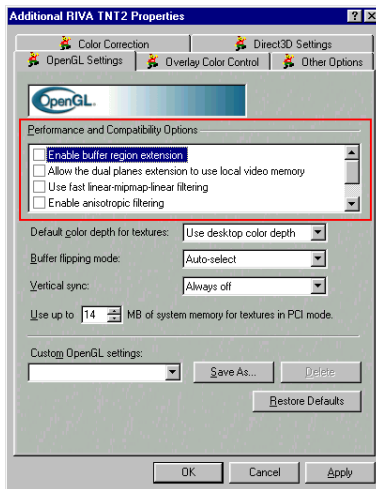 Additional RIVA TNT2 Properties
Color Correction
Direct3D Settings
OpenGL Settings
Overlay Color Control
Other Options
OpenGL.
Performance and Compatibility Options
Enable buffer region extension
Allow the dual planes extension to use local video memory
Use fast linear-mipmap-linear filtering
Enable anisotropic filtering
Default color depth for textures: Use desktop color depth
Buffer flipping mode: Auto-select
Vertical sync: Always off
Use up to 14 MB of system memory for textures in PCI mode.
Custom OpenGL settings:
Save As... Delete
Restore Defaults
OK Cancel Apply